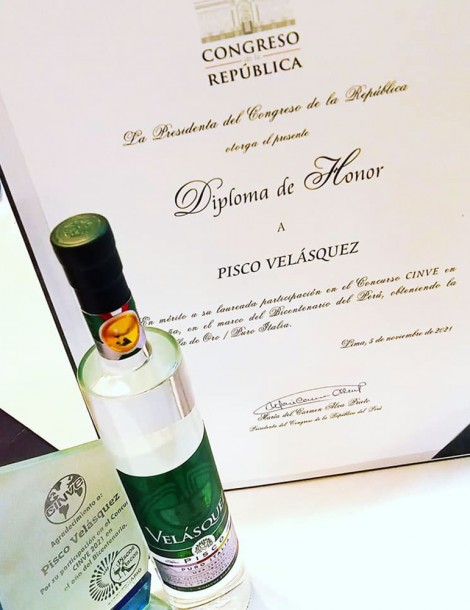 CONGRESO
de la
REPÚBLICA
La Presidenta del Congreso de la República
otorga el presente
Diploma de Honor
A
PISCO VELÁSQUEZ
En mérito a su laureada participación en el Concurso CINVE en
ña, en el marco del Bicentenario del Perú, obteniendo la
de Oro / Puro Italia.
Lima, 5 de noviembre de 2021
María del Carmen Alva Prieto
Presidenta del Congreso de la República del Perú
VELÁSQUEZ
PISCO
PURO
CINVE
Agradecimiento a:
Pisco Velásquez
Por su participación en el Concurso
CINVE 2021 en
el año del Bicentenario.